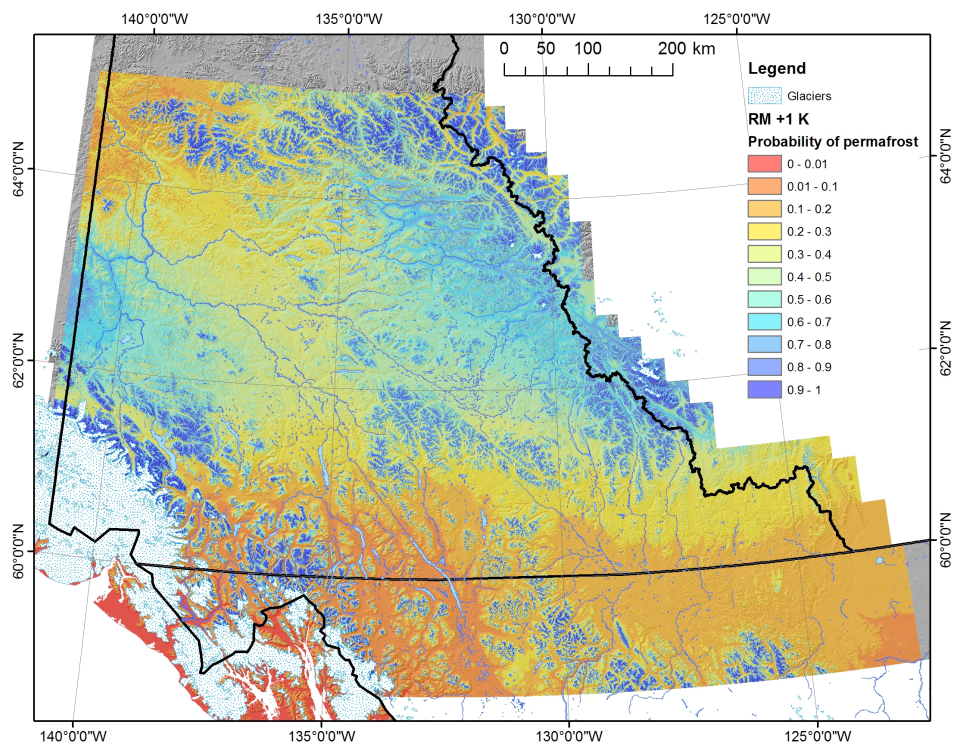 140°0'0"W 135°0'0"W 130°0'0"W 125°0'0"W
0 50 100 200 km
Legend
Glaciers
RM +1 K
Probability of permafrost
0 - 0.01
0.01 - 0.1
0.1 - 0.2
0.2 - 0.3
0.3 - 0.4
0.4 - 0.5
0.5 - 0.6
0.6 - 0.7
0.7 - 0.8
0.8 - 0.9
0.9 - 1
64°0'0"N
64°0'0"N
62°0'0"N
62°0'0"N
60°0'0"N
60°0'0"N
140°0'0"W 135°0'0"W 130°0'0"W 125°0'0"W